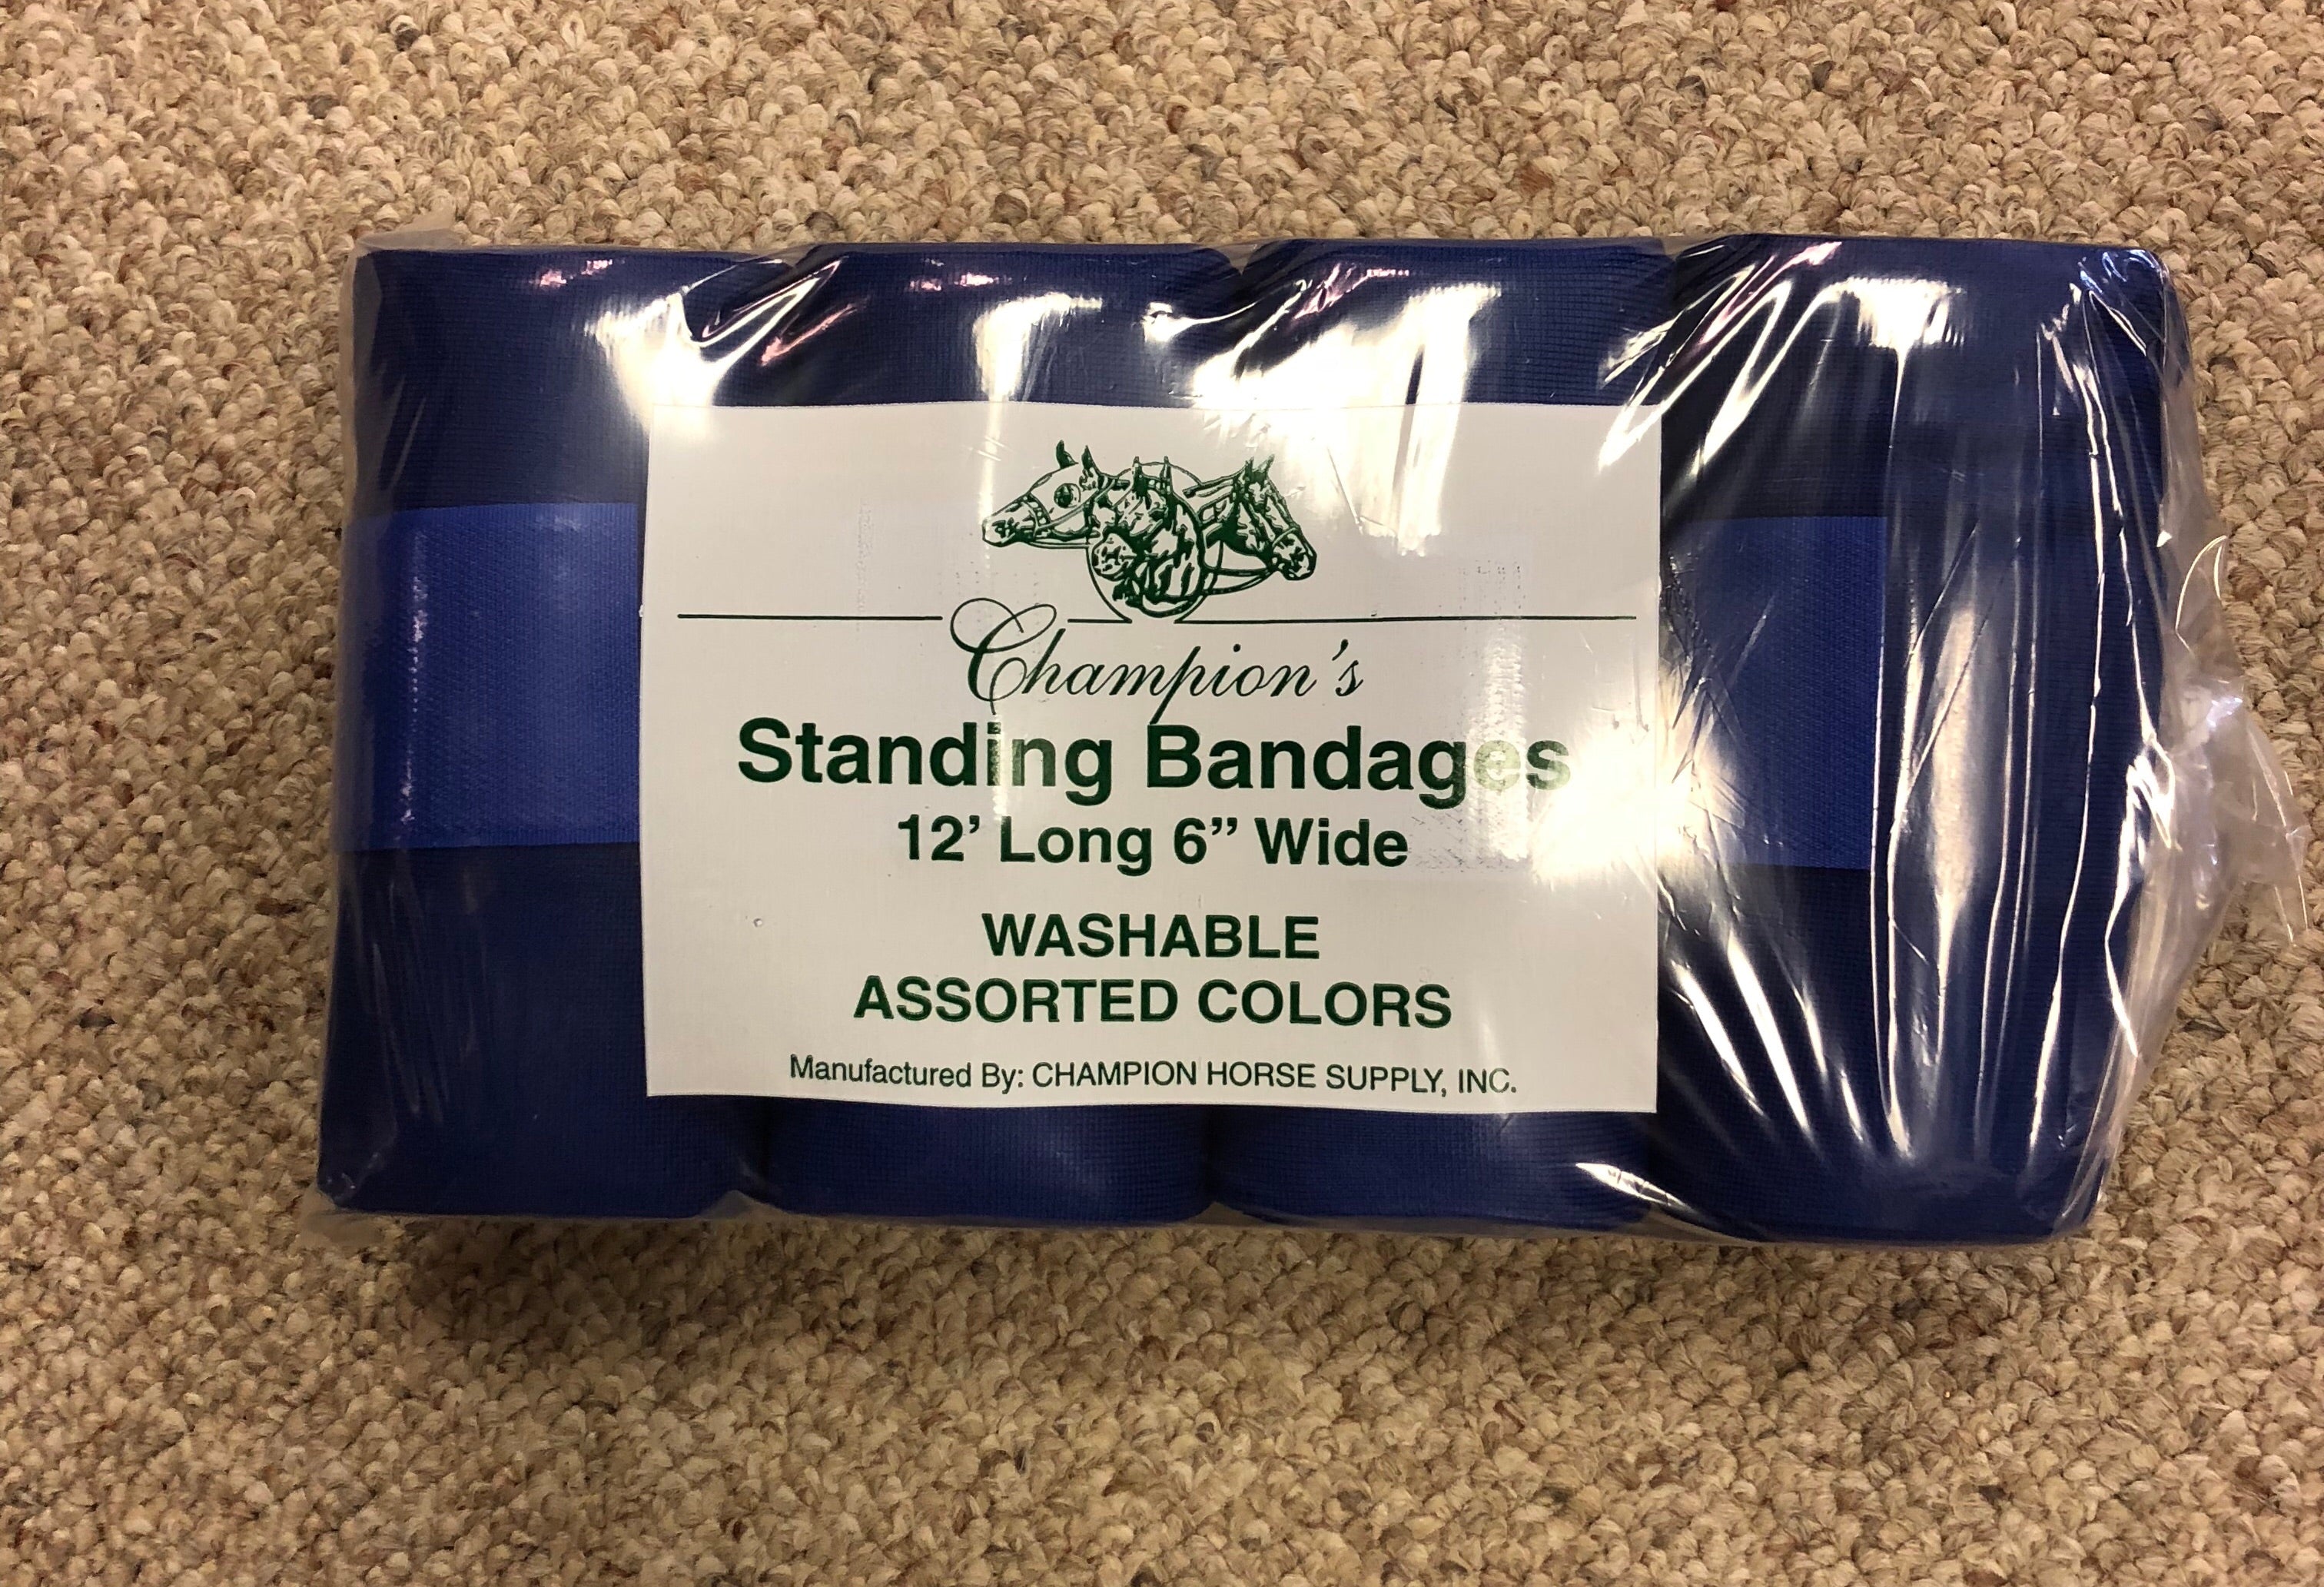 Champion's
Standing Bandages
12’ Long 6” Wide
WASHABLE
ASSORTED COLORS
Manufactured By: CHAMPION HORSE SUPPLY, INC.